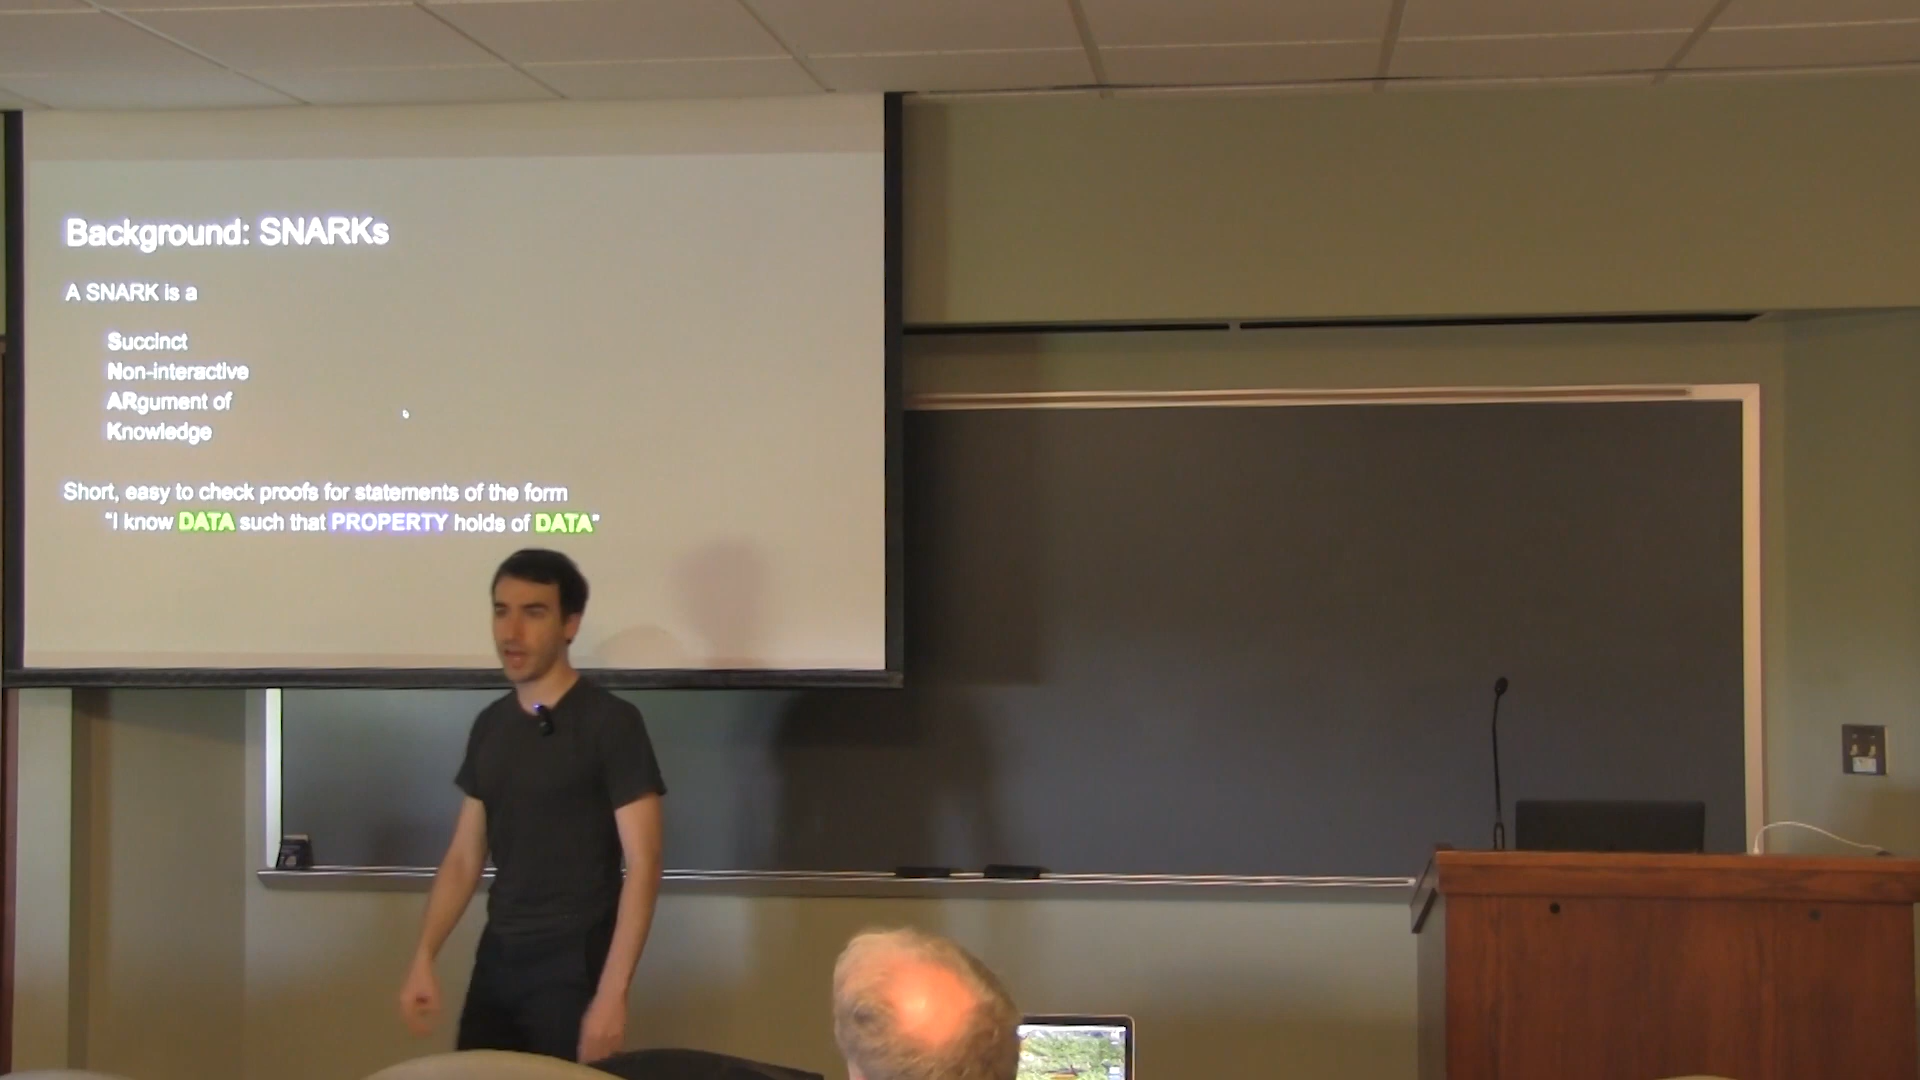 Background: SNARKs
A SNARK is a
Succinct
Non-interactive
ARgument of
Knowledge
Short, easy to check proofs for statements of the form
“I know DATA such that PROPERTY holds of DATA”